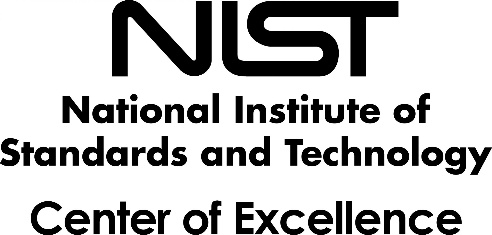 NIST
National Institute of
Standards and Technology
Center of Excellence